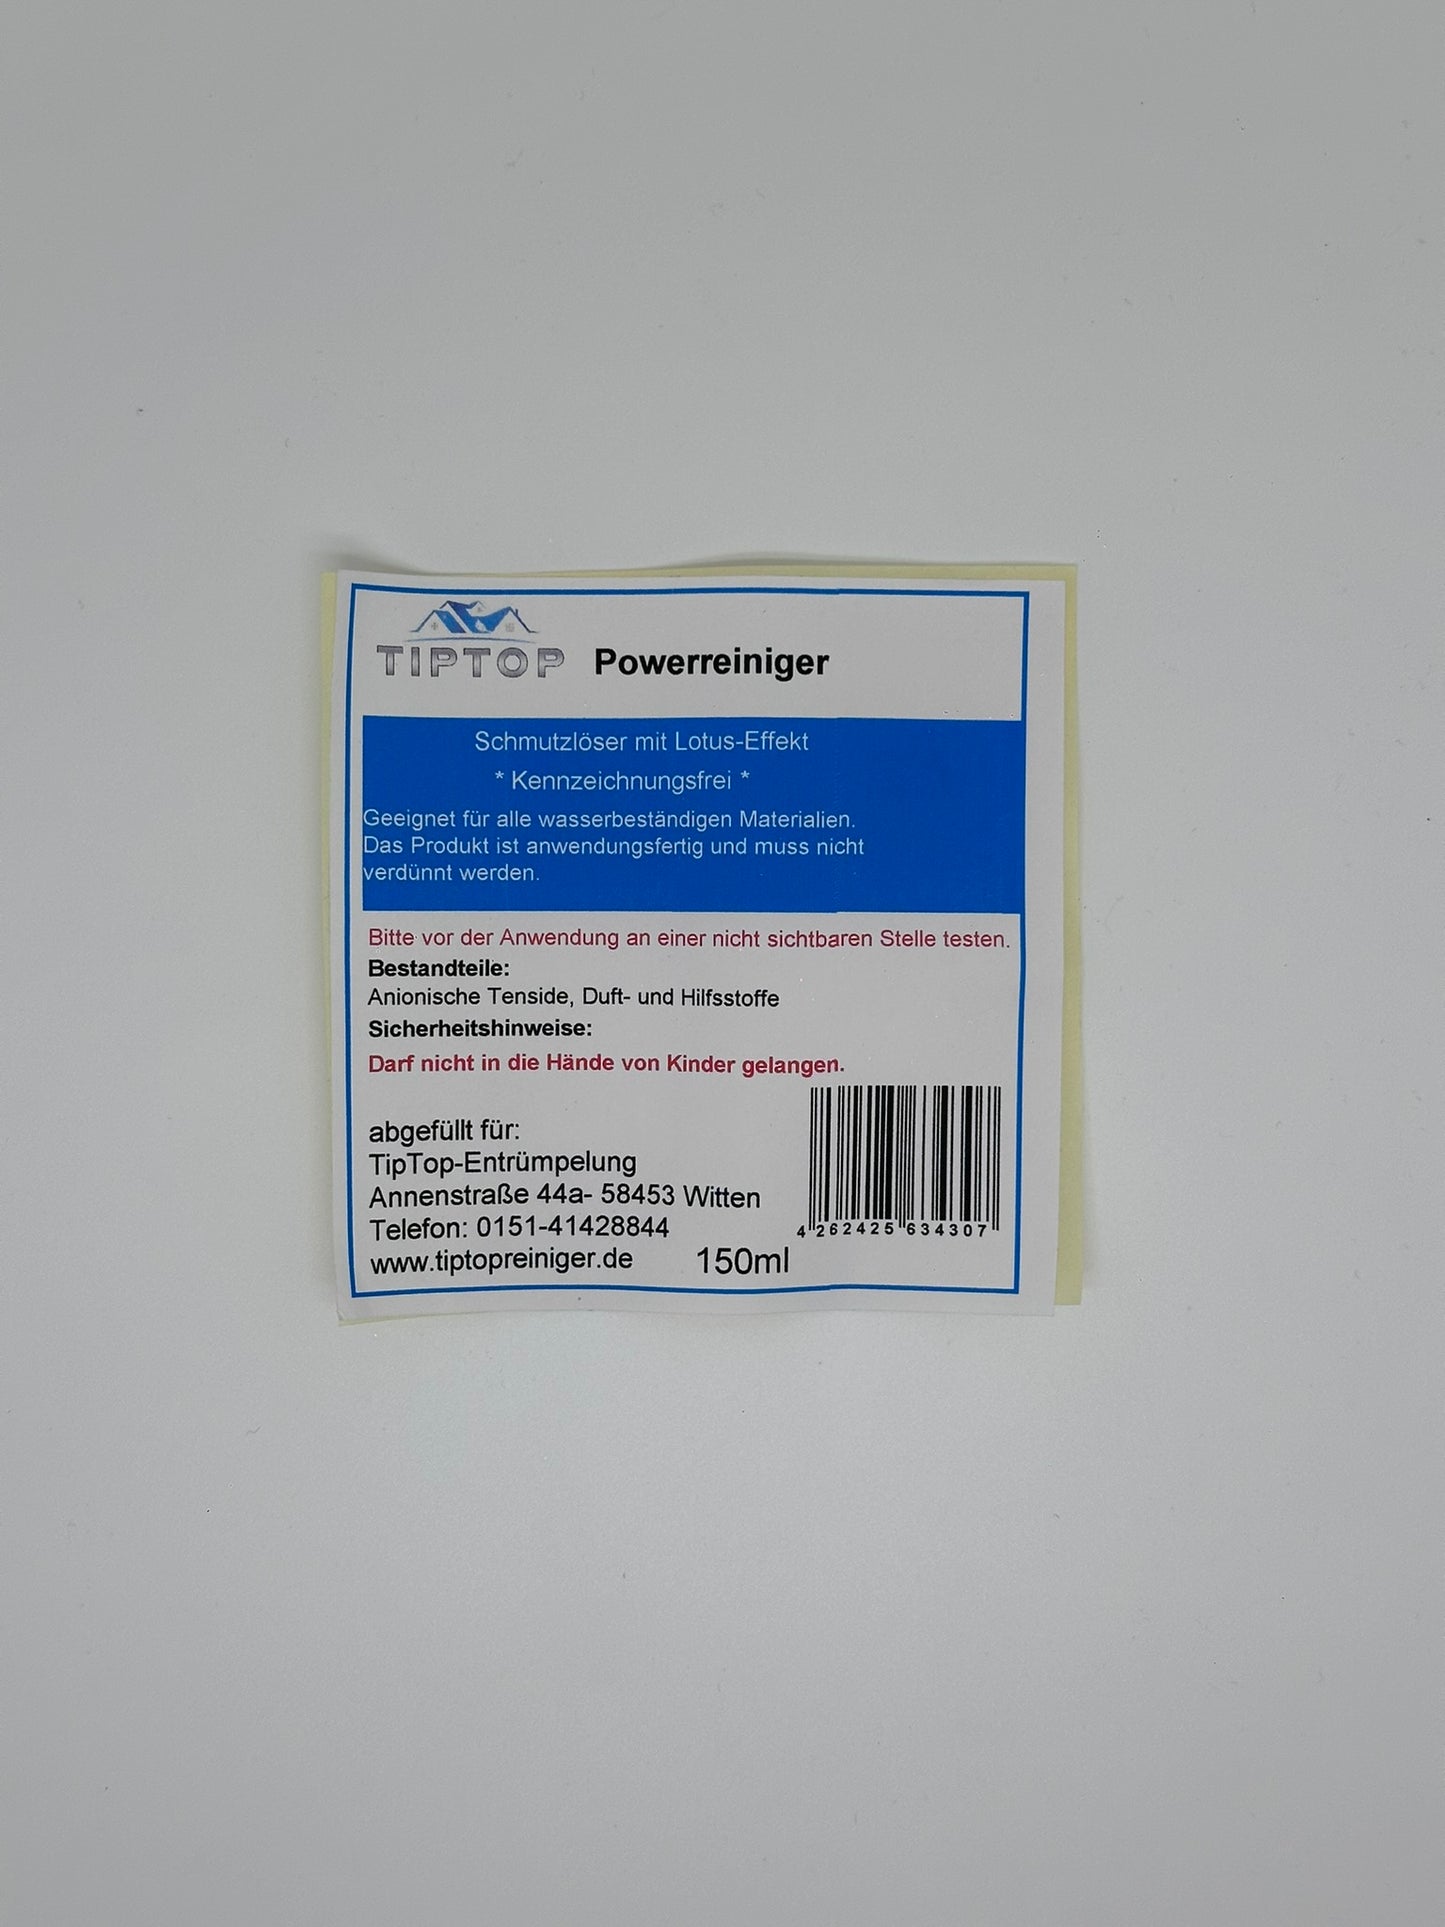 TIPTOP Powerreiniger
Schmutzlöser mit Lotus-Effekt
* Kennzeichnungsfrei *
Geeignet für alle wasserbeständigen Materialien.
Das Produkt ist anwendungsfertig und muss nicht
verdünnt werden.
Bitte vor der Anwendung an einer nicht sichtbaren Stelle testen.
Bestandteile:
Anionische Tenside, Duft- und Hilfsstoffe
Sicherheitshinweise:
Darf nicht in die Hände von Kinder gelangen.
abgefüllt für:
TipTop-Entrümpelung
Annenstraße 44a- 58453 Witten
Telefon: 0151-41428844
www.tiptopreiniger.de 150ml
4 262425 634307